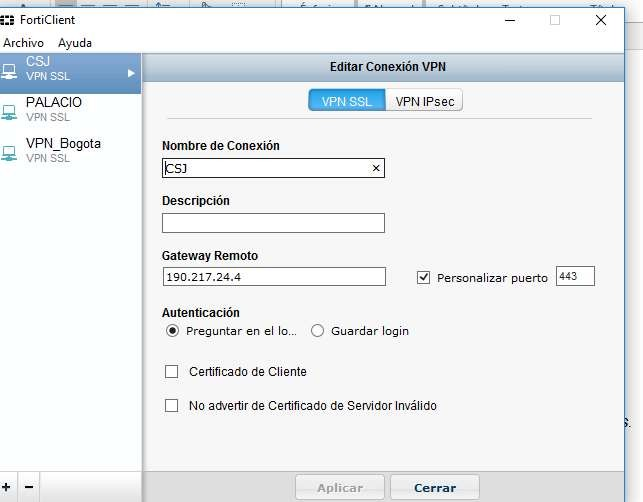 FortiClient
Archivo Ayuda
CSJ
VPN SSL
PALACIO
VPN SSL
VPN_Bogota
VPN SSL
Editar Conexión VPN
VPN SSL VPN IPsec
Nombre de Conexión
CSJ
Descripción
Gateway Remoto
190.217.24.4
Personalizar puerto 443
Autenticación
Preguntar en el lo... Guardar login
Certificado de Cliente
No advertir de Certificado de Servidor Inválido
Aplicar Cerrar